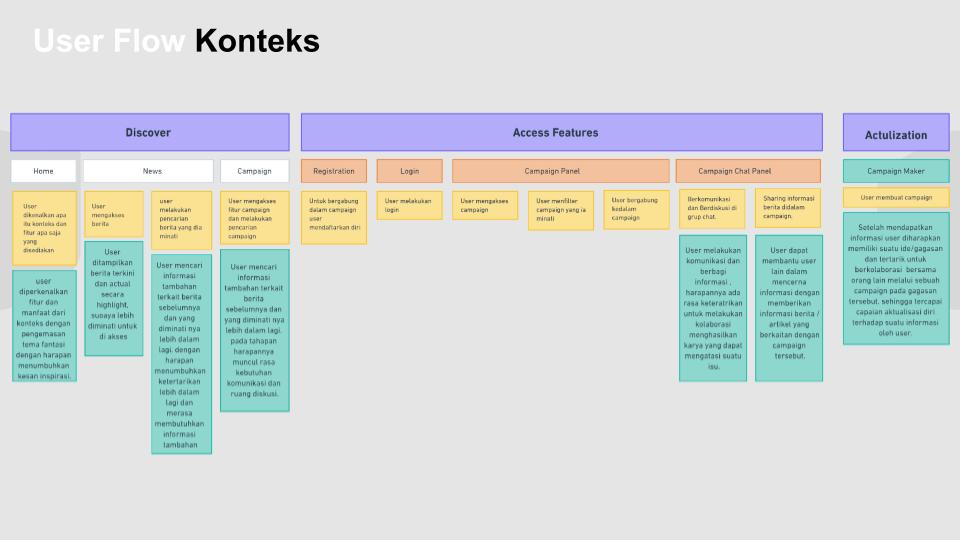 User Flow Konteks
Discover
Access Features
Actulization
Home
News
Campaign
Registration
Login
Campaign Panel
Campaign Chat Panel
Campaign Maker
User
dikenalkan apa
itu konteks dan
fitur apa saja
yang
disediakan
user
diperkenalkan
fitur dan
manfaat dari
konteks dengan
pengemasan
tema fantasi
dengan harapan
menumbuhkan
kesan inspirasi.
User
mengakses
berita
User
ditampilkan
berita terkini
dan actual
secara
highlight,
supaya lebih
diminati untuk
di akses
user
melakukan
pencarian
berita yang dia
minati
User mencari
informasi
tambahan
terkait berita
sebelumnya
dan yang
diminati nya
lebih dalam
lagi, dengan
harapan
menumbuhkan
ketertarikan
lebih dalam
lagi dan
merasa
membutuhkan
informasi
tambahan
User mengakses
fitur campaign
dan melakukan
pencarian
campaign
User mencari
informasi
tambahan terkait
berita
sebelumnya dan
yang diminati nya
lebih dalam lagi.
pada tahapan
harapannya
muncul rasa
kebutuhan
komunikasi dan
ruang diskusi.
Untuk bergabung
dalam campaign
user
mendaftarkan diri
User melakukan
login
User mengakses
campaign
User menfilter
campaign yang ia
minati
User bergabung
kedalam
campaign
Berkomunikasi
dan Berdiskusi di
grup chat.
User melakukan
komunikasi dan
berbagi
informasi ,
harapannya ada
rasa keteratrikan
untuk melakukan
kolaborasi
menghasilkan
karya yang dapat
mengatasi suatu
isu.
Sharing informasi
berita didalam
campaign.
User dapat
membantu user
lain dalam
mencerna
informasi dengan
memberikan
informasi berita /
artikel yang
berkaitan dengan
campaign
tersebut.
User membuat campaign
Setelah mendapatkan
informasi user diharapkan
memiliki suatu ide/gagasan
dan tertarik untuk
berkolaborasi bersama
orang lain melalui sebuah
campaign pada gagasan
tersebut, sehingga tercapai
capaian aktualisasi diri
terhadap suatu informasi
oleh user.